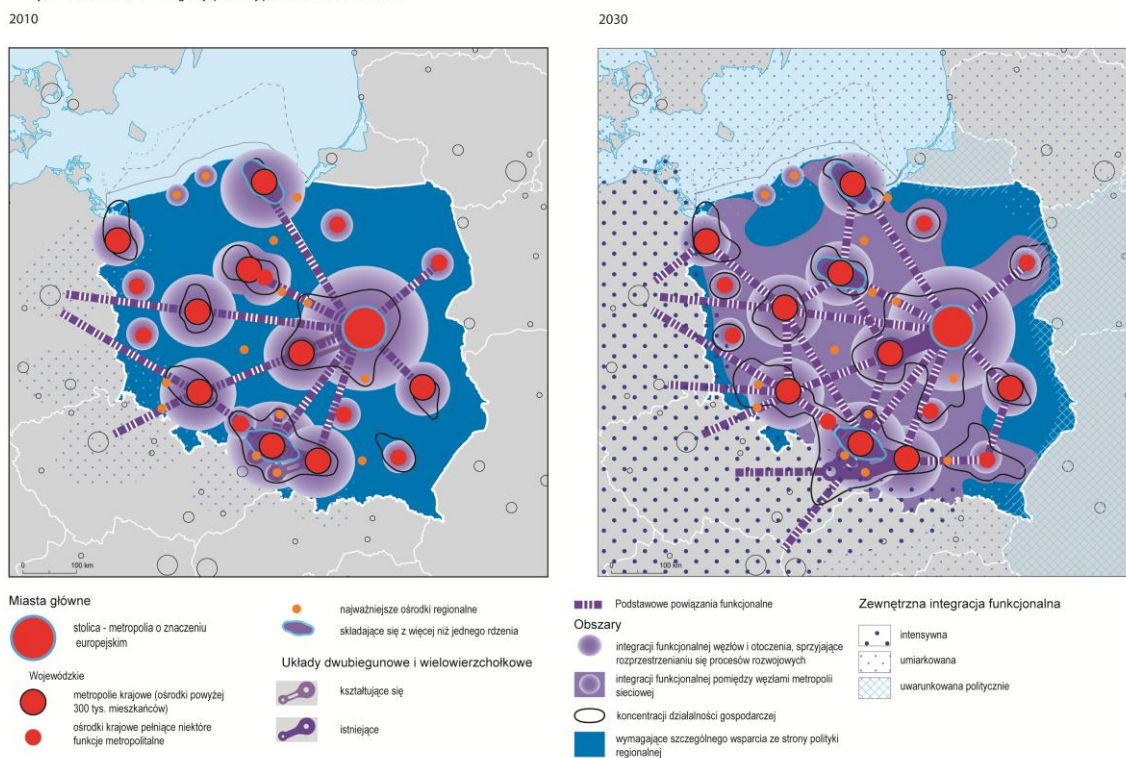 2010
2030
0 100 km
0 100 km
Miasta główne
stolica - metropolia o znaczeniu
europejskim
Wojewódzkie
metropolie krajowe (ośrodki powyżej
300 tys. mieszkańców)
ośrodki krajowe pełniące niektóre
funkcje metropolitalne
najważniejsze ośrodki regionalne
składające się z więcej niż jednego rdzenia
Układy dwubiegunowe i wielowierzchołkowe
kształtujące się
istniejące
Podstawowe powiązania funkcjonalne
Obszary
integracji funkcjonalnej węzłów i otoczenia, sprzyjające
rozprzestrzenianiu się procesów rozwojowych
integracji funkcjonalnej pomiędzy węzłami metropolii
sieciowej
koncentracji działalności gospodarczej
wymagające szczególnego wsparcia ze strony polityki
regionalnej
Zewnętrzna integracja funkcjonalna
intensywna
umiarkowana
uwarunkowana politycznie